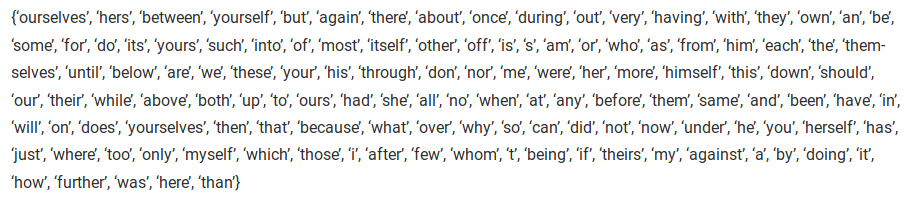 {‘ourselves’, ‘hers’, ‘between’, ‘yourself’, ‘but’, ‘again’, ‘there’, ‘about’, ‘once’, ‘during’, ‘out’, ‘very’, ‘having’, ‘with’, ‘they’, ‘own’, ‘an’, ‘be’,
‘some’, ‘for’, ‘do’, ‘its’, ‘yours’, ‘such’, ‘into’, ‘of’, ‘most’, ‘itself’, ‘other’, ‘off’, ‘is’, ‘s’, ‘am’, ‘or’, ‘who’, ‘as’, ‘from’, ‘him’, ‘each’, ‘the’, ‘them-
selves’, ‘until’, ‘below’, ‘are’, ‘we’, ‘these’, ‘your’, ‘his’, ‘through’, ‘don’, ‘nor’, ‘me’, ‘were’, ‘her’, ‘more’, ‘himself’, ‘this’, ‘down’, ‘should’,
‘our’, ‘their’, ‘while’, ‘above’, ‘both’, ‘up’, ‘to’, ‘ours’, ‘had’, ‘she’, ‘all’, ‘no’, ‘when’, ‘at’, ‘any’, ‘before’, ‘them’, ‘same’, ‘and’, ‘been’, ‘have’, ‘in’,
‘will’, ‘on’, ‘does’, ‘yourselves’, ‘then’, ‘that’, ‘because’, ‘what’, ‘over’, ‘why’, ‘so’, ‘can’, ‘did’, ‘not’, ‘now’, ‘under’, ‘he’, ‘you’, ‘herself’, ‘has’,
‘just’, ‘where’, ‘too’, ‘only’, ‘myself’, ‘which’, ‘those’, ‘i’, ‘after’, ‘few’, ‘whom’, ‘t’, ‘being’, ‘if’, ‘theirs’, ‘my’, ‘against’, ‘a’, ‘by’, ‘doing’, ‘it’,
‘how’, ‘further’, ‘was’, ‘here’, ‘than’}